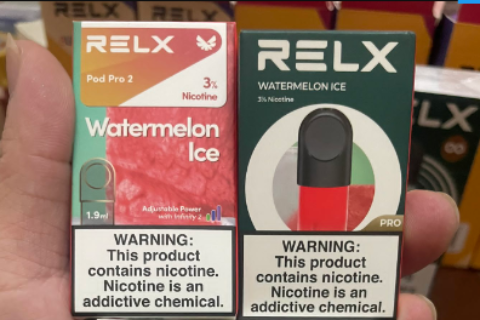 RELX
Pod Pro 2
3%
Nicotine
Watermelon
Ice
1.9ml
Adjustable Power
with Infinity 2
WARNING:
This product
contains nicotine.
Nicotine is an
addictive chemical.
RELX
WATERMELON ICE
3% Nicotine
PRO
WARNING:
This product
contains nicotine.
Nicotine is an
addictive chemical.
ELX